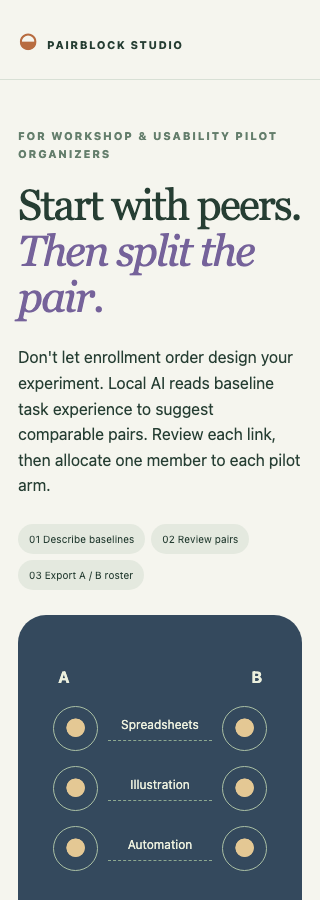 PAIRBLOCK STUDIO
FOR WORKSHOP & USABILITY PILOT
ORGANIZERS
Start with peers.
Then split the
pair.
Don't let enrollment order design your
experiment. Local AI reads baseline
task experience to suggest
comparable pairs. Review each link,
then allocate one member to each pilot
arm.
01 Describe baselines
02 Review pairs
03 Export A / B roster
A
B
Spreadsheets
Illustration
Automation